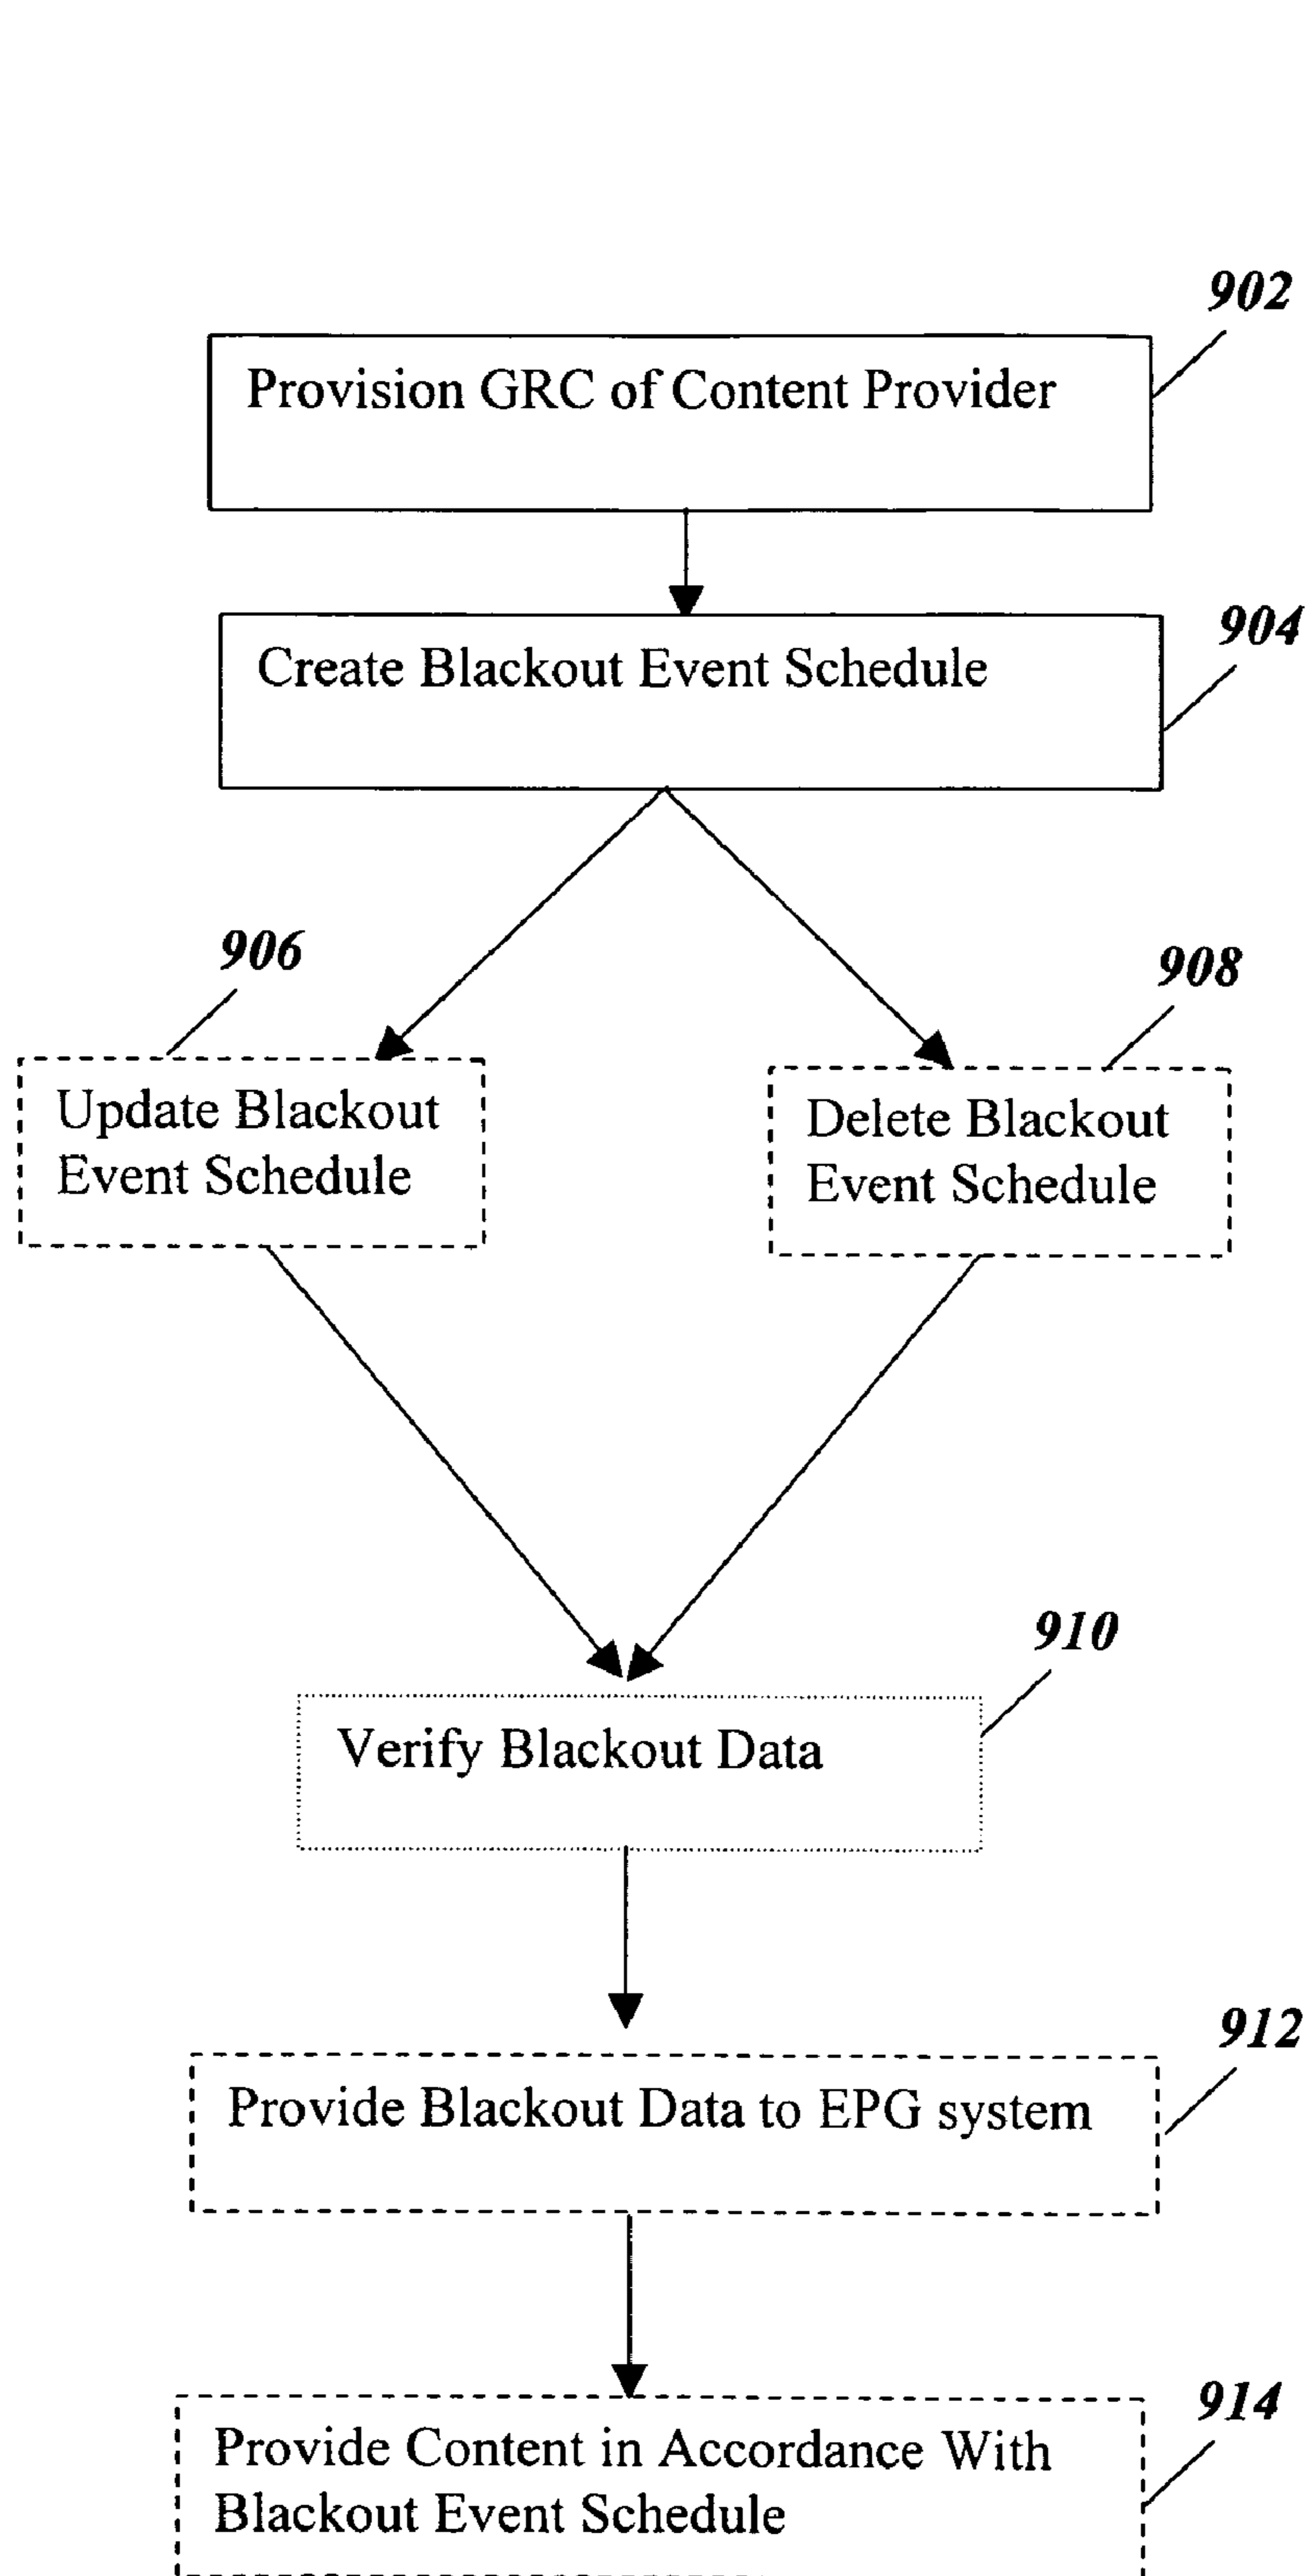 902
Provision GRC of Content Provider
904
Create Blackout Event Schedule
906
908
Update Blackout
Event Schedule
Delete Blackout
Event Schedule
910
Verify Blackout Data
912
Provide Blackout Data to EPG system
914
Provide Content in Accordance With
Blackout Event Schedule